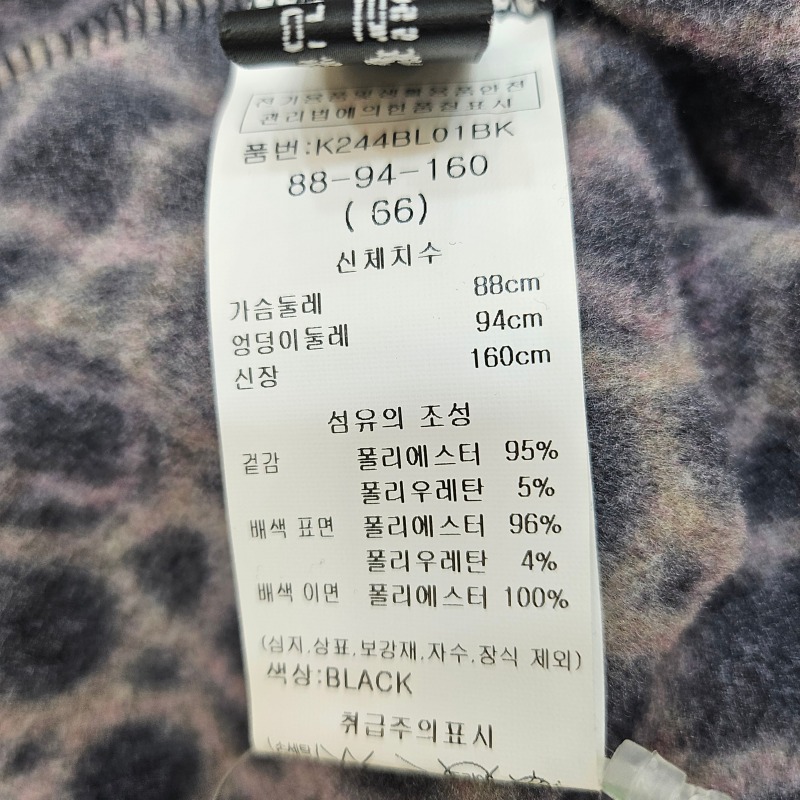 전기용품및생활용품안전
관리법에의한품질표시
품번:K244BL01BK
88-94-160
( 66)
신체치수
가슴둘레 88cm
엉덩이둘레 94cm
신장 160cm
섬유의 조성
겉감 폴리에스터 95%
폴리우레탄 5%
배색 표면 폴리에스터 96%
폴리우레탄 4%
배색 이면 폴리에스터 100%
(심지,상표,보강재,자수,장식 제외)
색상:BLACK
취급주의표시